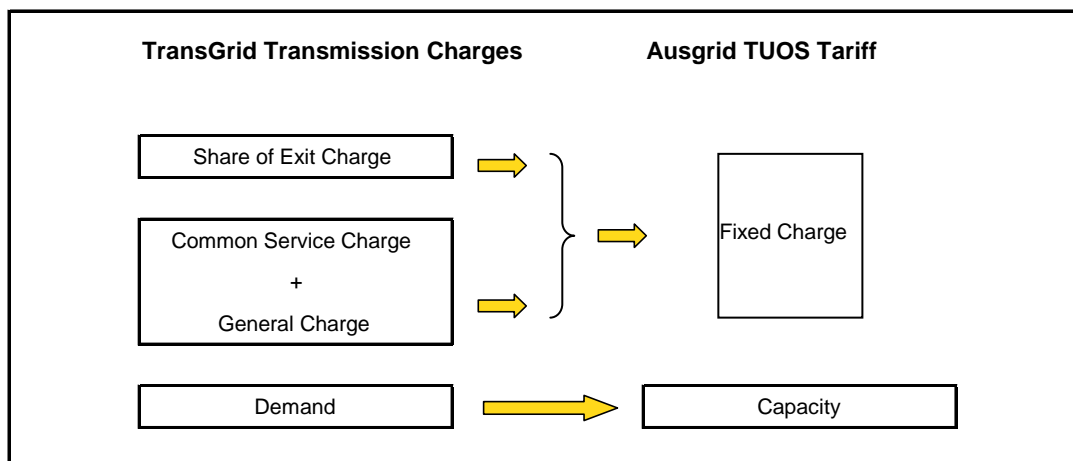 TransGrid Transmission Charges
Ausgrid TUOS Tariff
Share of Exit Charge
Common Service Charge
+
General Charge
Fixed Charge
Demand
Capacity